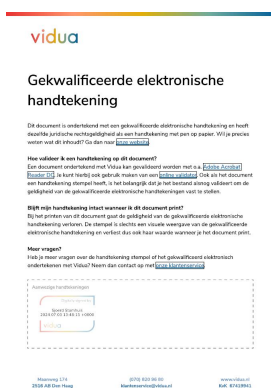 vidua
Gekwalificeerde elektronische
handtekening
Dit document is ondertekend met een gekwalificeerde elektronische handtekening en heeft
dezelfde juridische rechtsgeldigheid als een handtekening met pen op papier. Wil je precies
weten wat dit inhoudt? Ga dan naar onze website.
Hoe valideer ik een handtekening op dit document?
Een document ondertekend met Vidua kan gevalideerd worden met o.a. Adobe Acrobat
Reader DC. Je kunt hierbij ook gebruik maken van een online validator. Ook als het document
een handtekening stempel heeft, is het belangrijk dat je het bestand alsnog valideert om de
geldigheid van de gekwalificeerde elektronische handtekeningen vast te stellen.
Blijft mijn handtekening intact wanneer ik dit document print?
Bij het printen van dit document gaat de geldigheid van de gekwalificeerde elektronische
handtekening verloren. De stempel is slechts een visuele weergave van de gekwalificeerde
elektronische handtekening en verliest dus ook haar waarde wanneer je het document print.
Meer vragen?
Heb je meer vragen over de handtekening stempel of het gekwalificeerd elektronisch
ondertekenen met Vidua? Neem dan contact op met onze klantenservice.
Aanwezige handtekeningen
vidua
Maanweg 174
2516 AB Den Haag
(070) 820 96 80
klantenservice@vidua.nl
www.vidua.nl
KvK 87419941